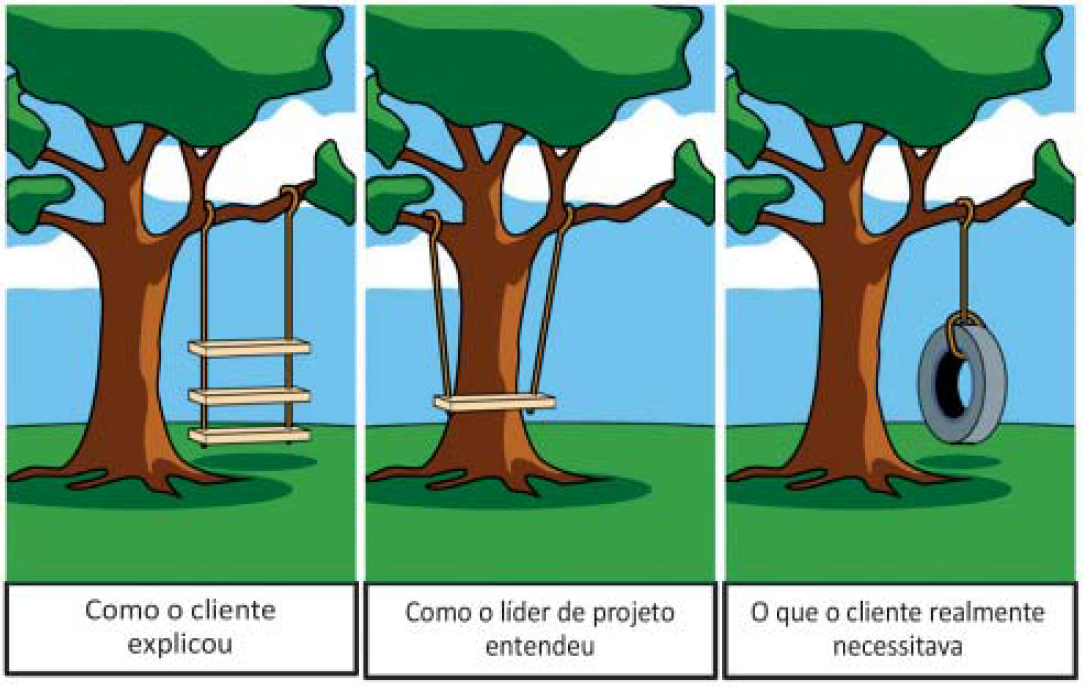 Como o cliente
explicou
Como o líder de projeto
entendeu
O que o cliente realmente
necessitava